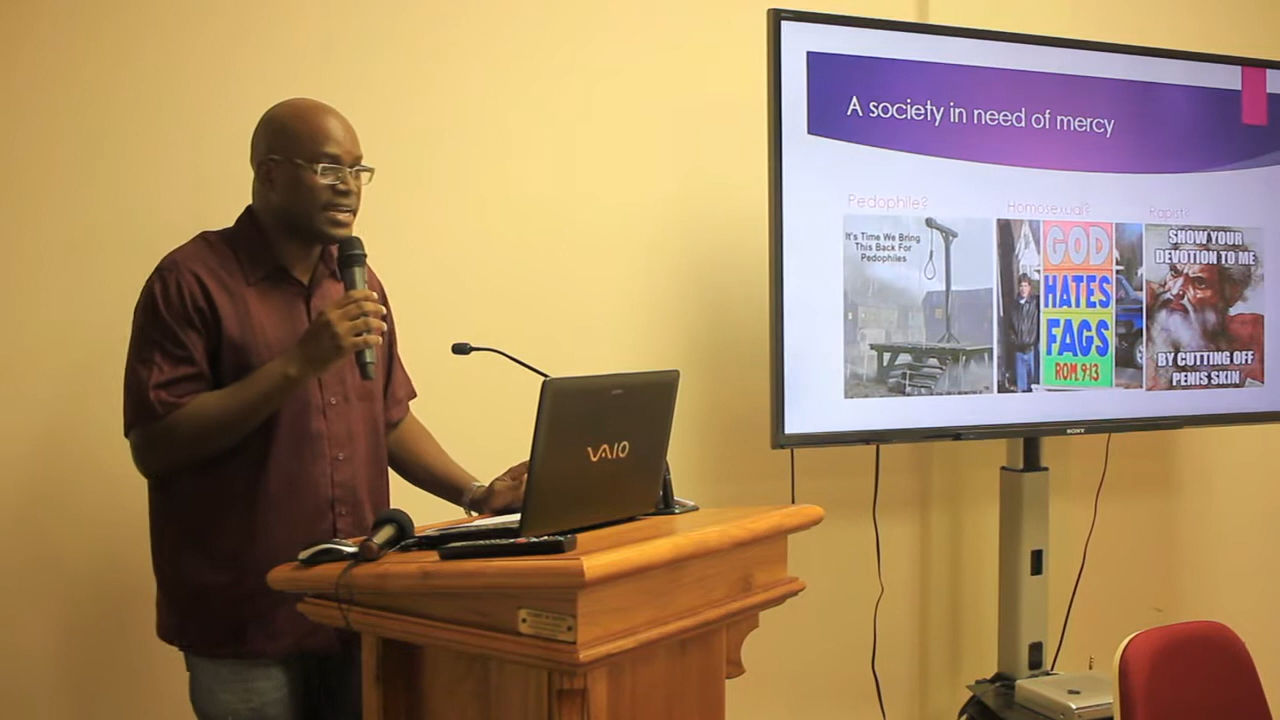 A society in need of mercy
Pedophile?
Homosexual?
Rapist?
It's Time We Bring
This Back For
Pedophiles
GOD
HATES
FAGS
ROM 9:13
SHOW YOUR
DEVOTION TO ME
BY CUTTING OFF
PENIS SKIN
SONY
VAIO